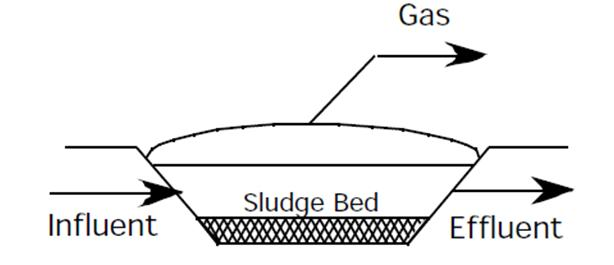 Gas
Sludge Bed
Influent
Effluent